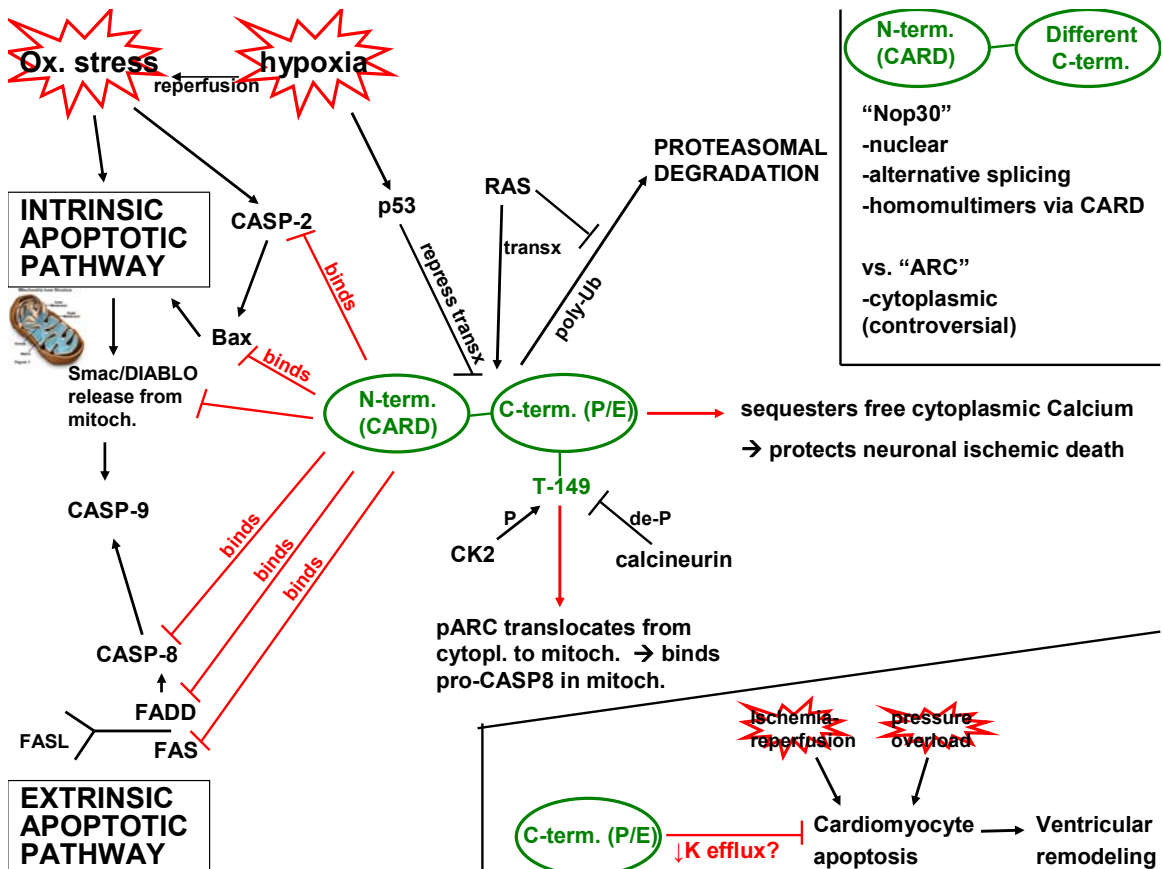 Ox. stress
hypoxia
reperfusion
INTRINSIC
APOPTOTIC
PATHWAY
CASP-2
p53
RAS
PROTEASOMAL
DEGRADATION
transx
repress transx
poly-Ub
binds
Bax
binds
Smac/DIABLO
release from
mitoch.
N-term.
(CARD)
C-term. (P/E)
sequesters free cytoplasmic Calcium
→ protects neuronal ischemic death
T-149
P
de-P
CK2
calcineurin
CASP-9
binds
binds
binds
pARC translocates from
cytopl. to mitoch. → binds
pro-CASP8 in mitoch.
CASP-8
FADD
FASL
FAS
EXTRINSIC
APOPTOTIC
PATHWAY
N-term.
(CARD)
Different
C-term.
“Nop30”
-nuclear
-alternative splicing
-homomultimers via CARD
vs. “ARC”
-cytoplasmic
(controversial)
Ischemia-
reperfusion
pressure
overload
C-term. (P/E)
↓K efflux?
Cardiomyocyte
apoptosis
Ventricular
remodeling